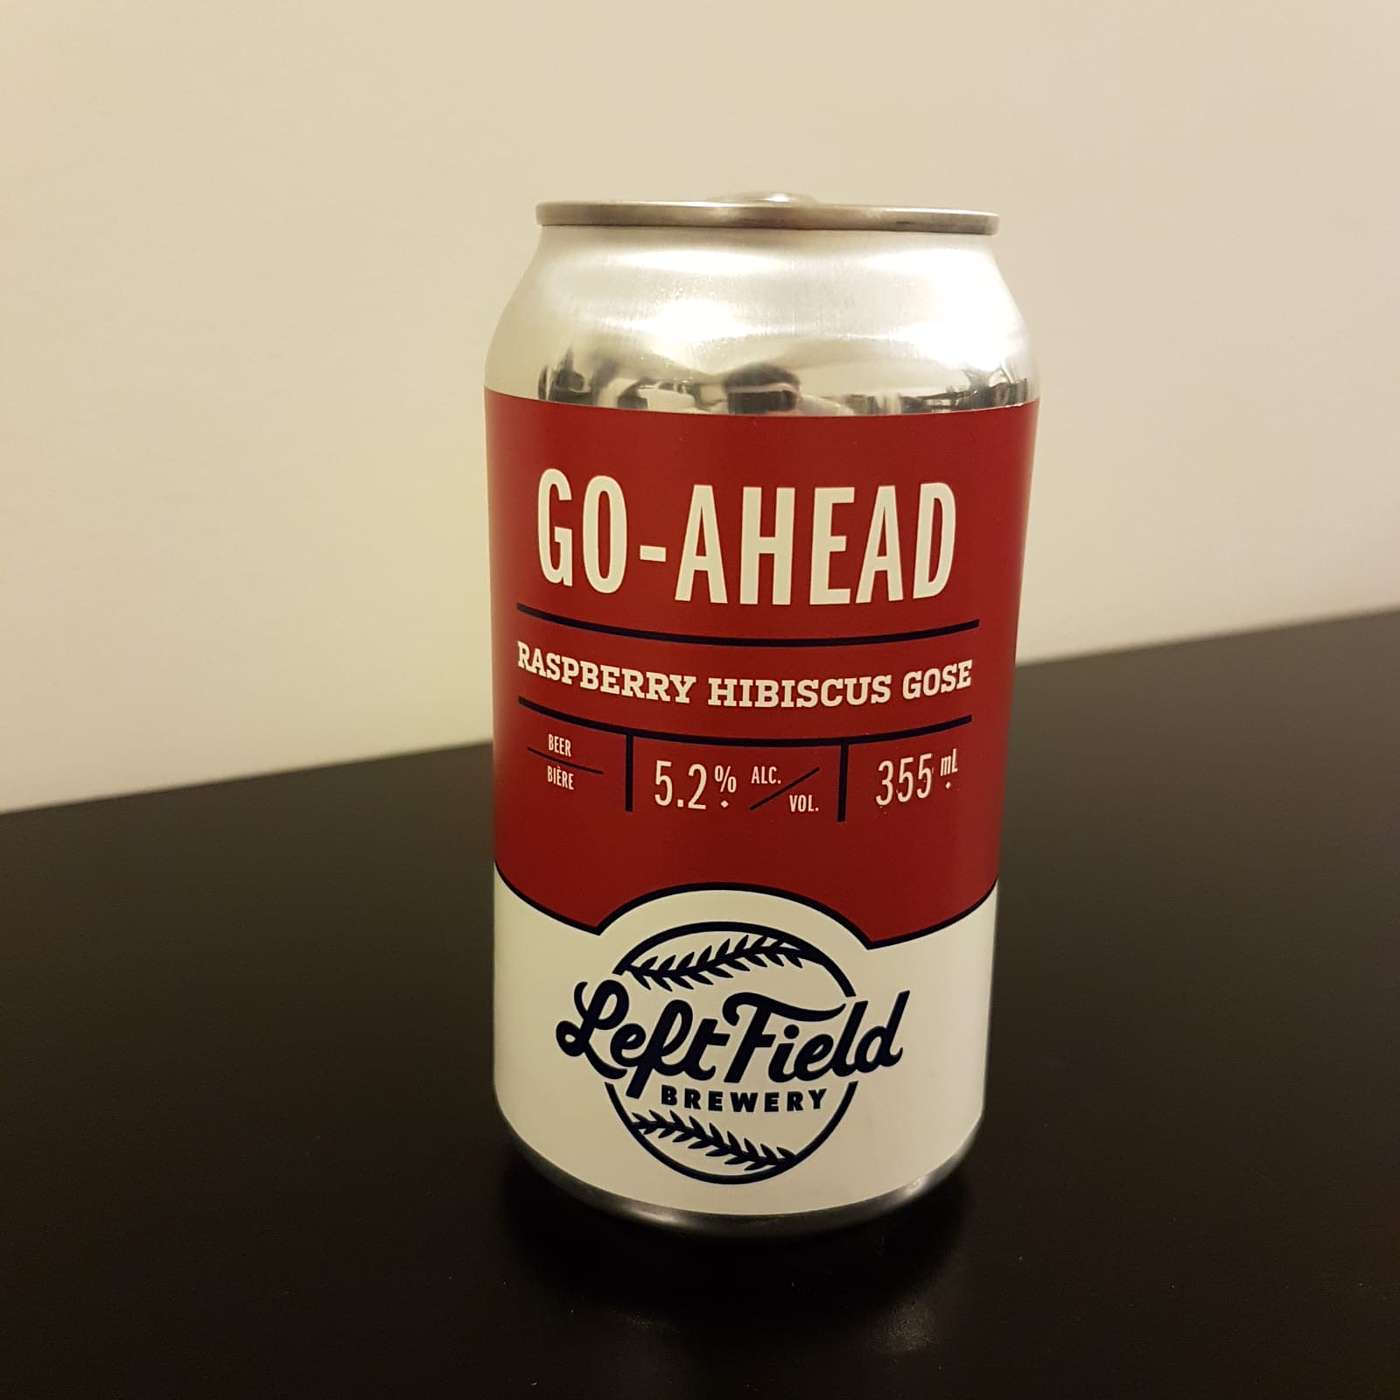 GO-AHEAD
RASPBERRY HIBISCUS GOSE
BEER
BIÈRE
5.2% ALC. / VOL.
355 mL
Left Field
BREWERY